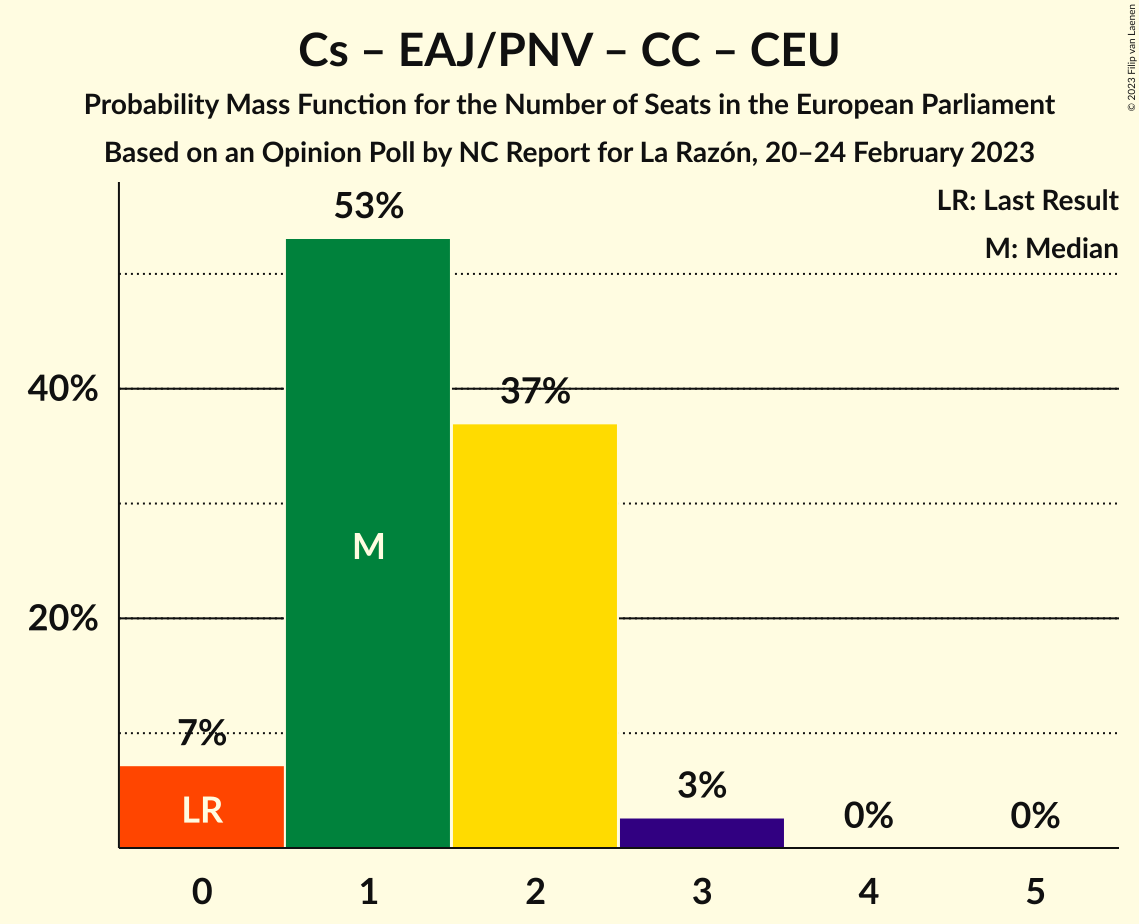 Cs – EAJ/PNV – CC – CEU
Probability Mass Function for the Number of Seats in the European Parliament
Based on an Opinion Poll by NC Report for La Razón, 20–24 February 2023
© 2023 Filip van Laenen
LR: Last Result
M: Median
53%
40%
37%
M
20%
7%
LR
3%
0%
0%
0
1
2
3
4
5